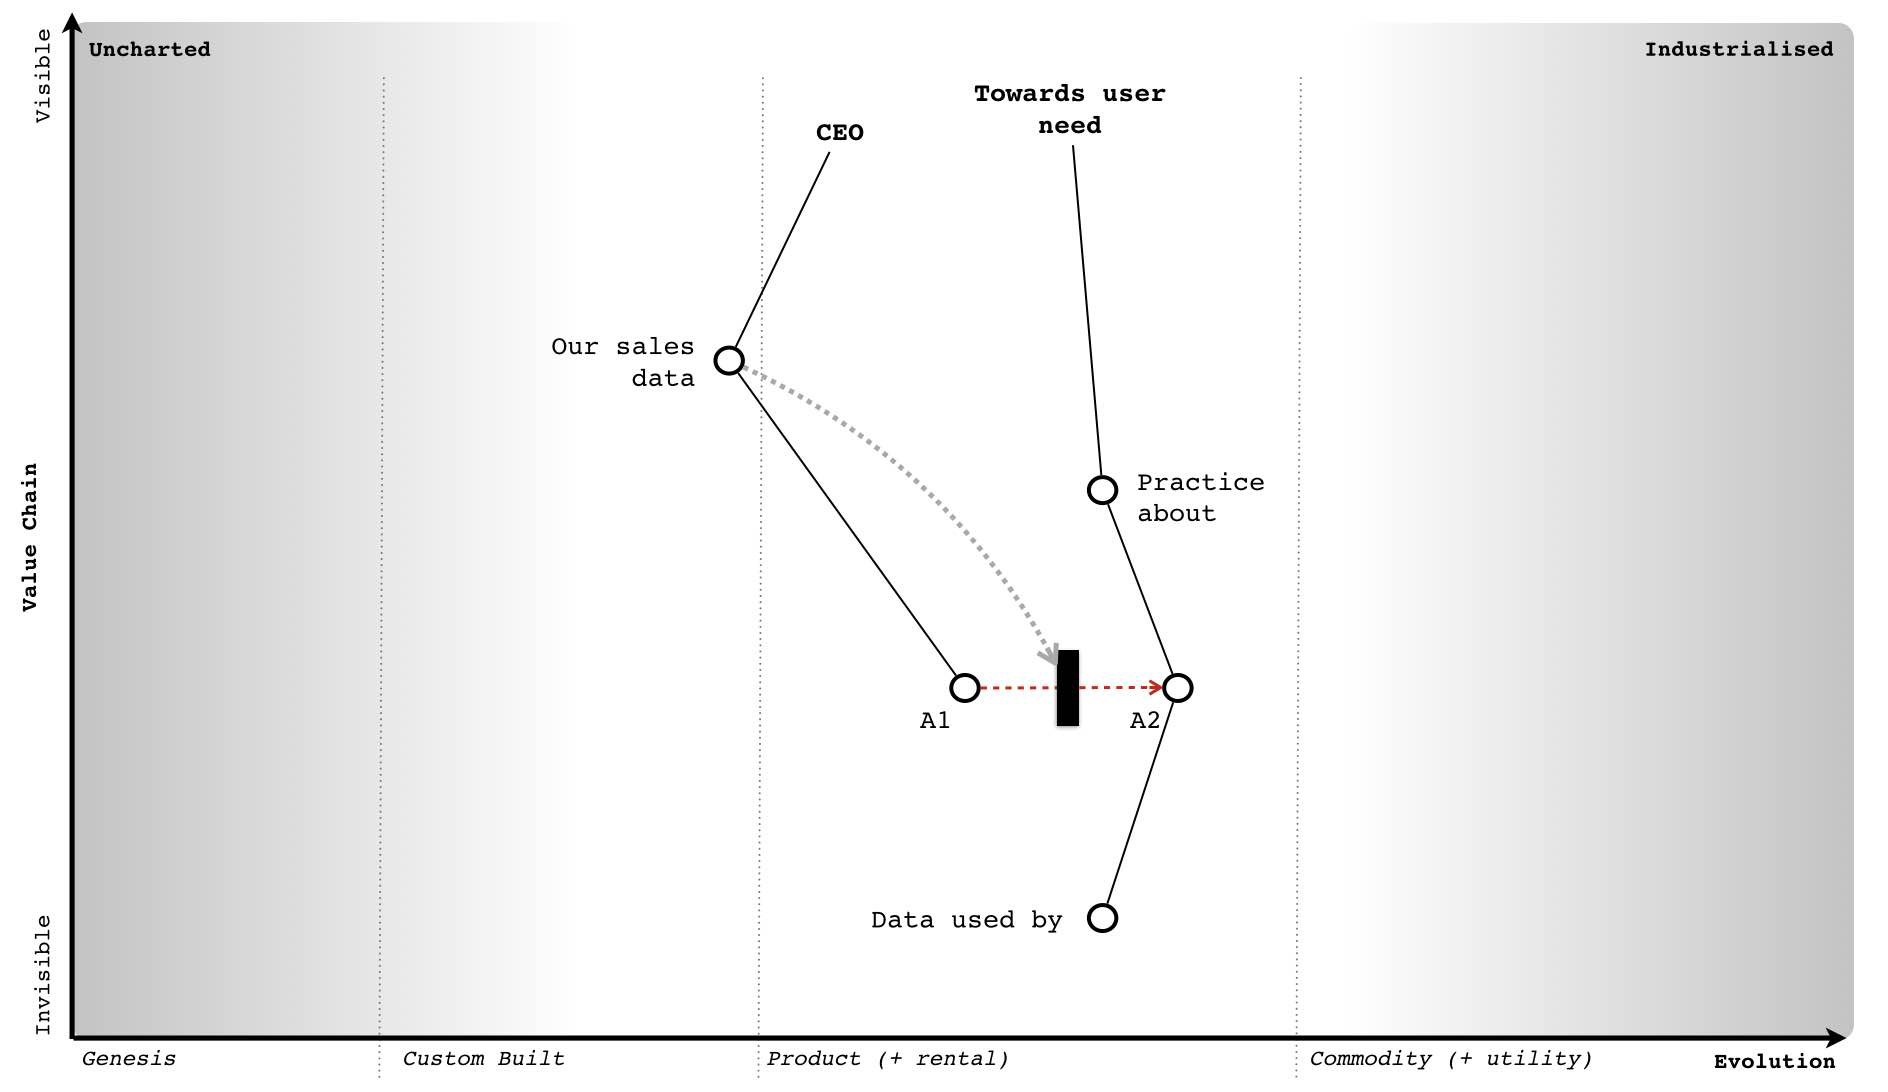 Visible
Uncharted
Industrialised
Towards user
need
CEO
Our sales
data
Practice
about
Value Chain
A1
A2
Data used by
Invisible
Genesis
Custom Built
Product (+ rental)
Commodity (+ utility)
Evolution